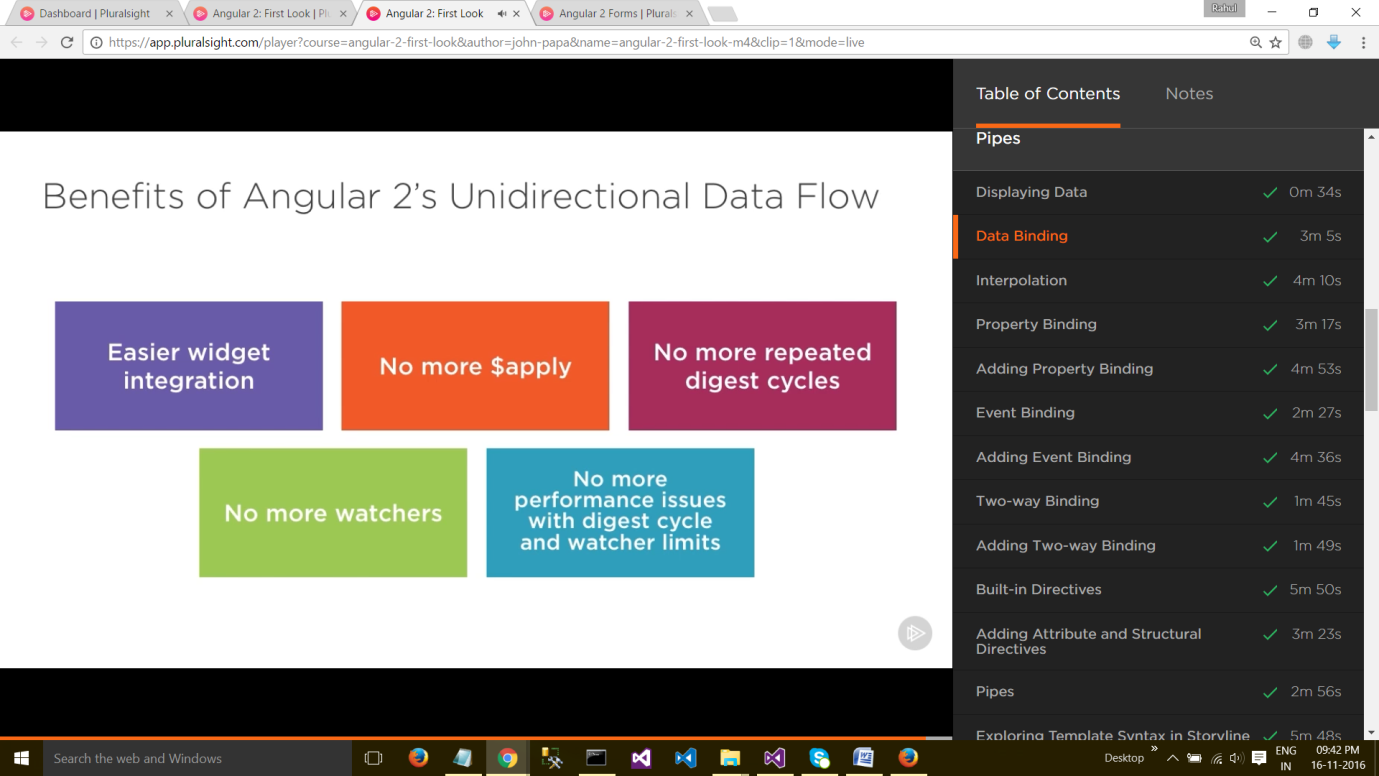 Dashboard | Pluralsight
Angular 2: First Look | Pl
Angular 2: First Look
Angular 2 Forms | Plurals
Rahul
https://app.pluralsight.com/player?course=angular-2-first-look&author=john-papa&name=angular-2-first-look-m4&clip=1&mode=live
Table of Contents
Notes
Benefits of Angular 2's Unidirectional Data Flow
Easier widget
integration
No more $apply
No more repeated
digest cycles
No more watchers
No more
performance issues
with digest cycle
and watcher limits
Pipes
Displaying Data 0m 34s
Data Binding 3m 5s
Interpolation 4m 10s
Property Binding 3m 17s
Adding Property Binding 4m 53s
Event Binding 2m 27s
Adding Event Binding 4m 36s
Two-way Binding 1m 45s
Adding Two-way Binding 1m 49s
Built-in Directives 5m 50s
Adding Attribute and Structural 3m 23s
Directives
Pipes 2m 56s
Exploring Template Syntax in Storyline 5m 48s
Search the web and Windows
Desktop
ENG
IN
09:42 PM
16-11-2016